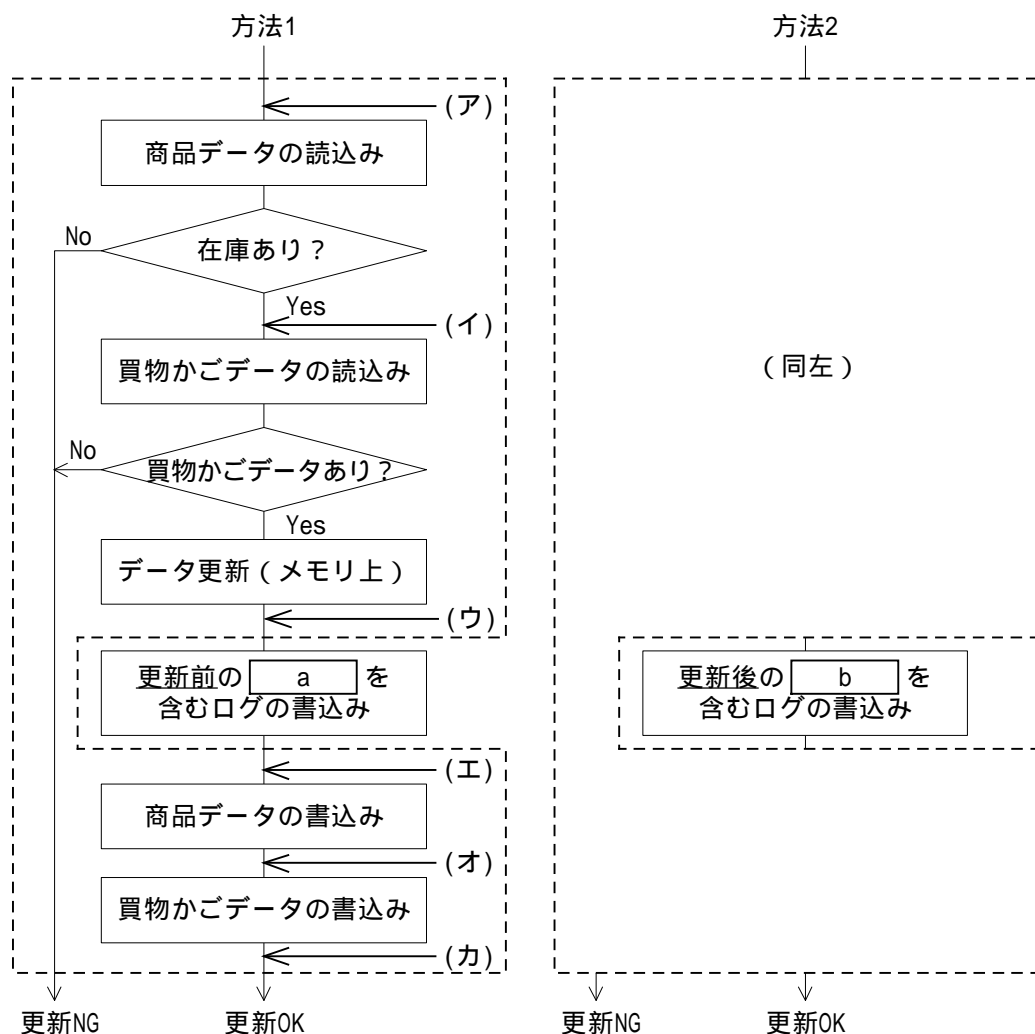 方法1
(ア)
商品データの読込み
No
在庫あり？
Yes
(イ)
買物かごデータの読込み
No
買物かごデータあり？
Yes
データ更新（メモリ上）
(ウ)
更新前の a を
含むログの書込み
(エ)
商品データの書込み
(オ)
買物かごデータの書込み
(カ)
更新NG
更新OK
方法2
（同左）
更新後の b を
含むログの書込み
更新NG
更新OK